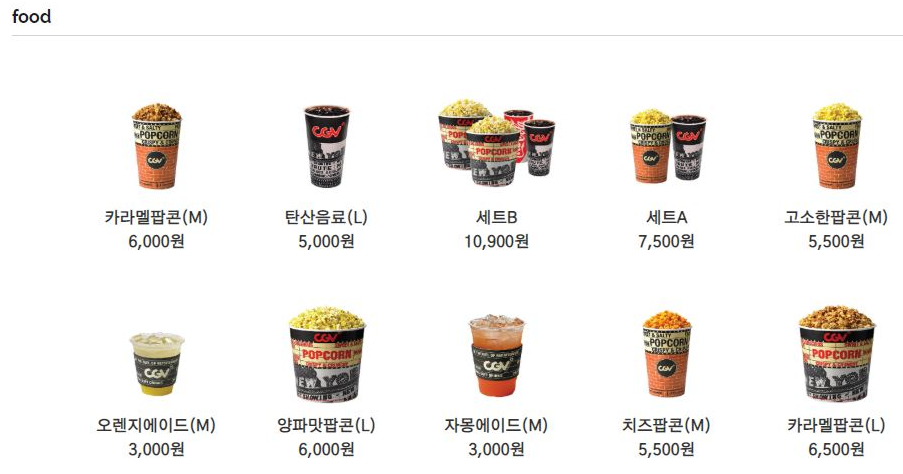 food
카라멜팝콘(M)
6,000원
탄산음료(L)
5,000원
세트B
10,900원
세트A
7,500원
고소한팝콘(M)
5,500원
오렌지에이드(M)
3,000원
양파맛팝콘(L)
6,000원
자몽에이드(M)
3,000원
치즈팝콘(M)
5,500원
카라멜팝콘(L)
6,500원